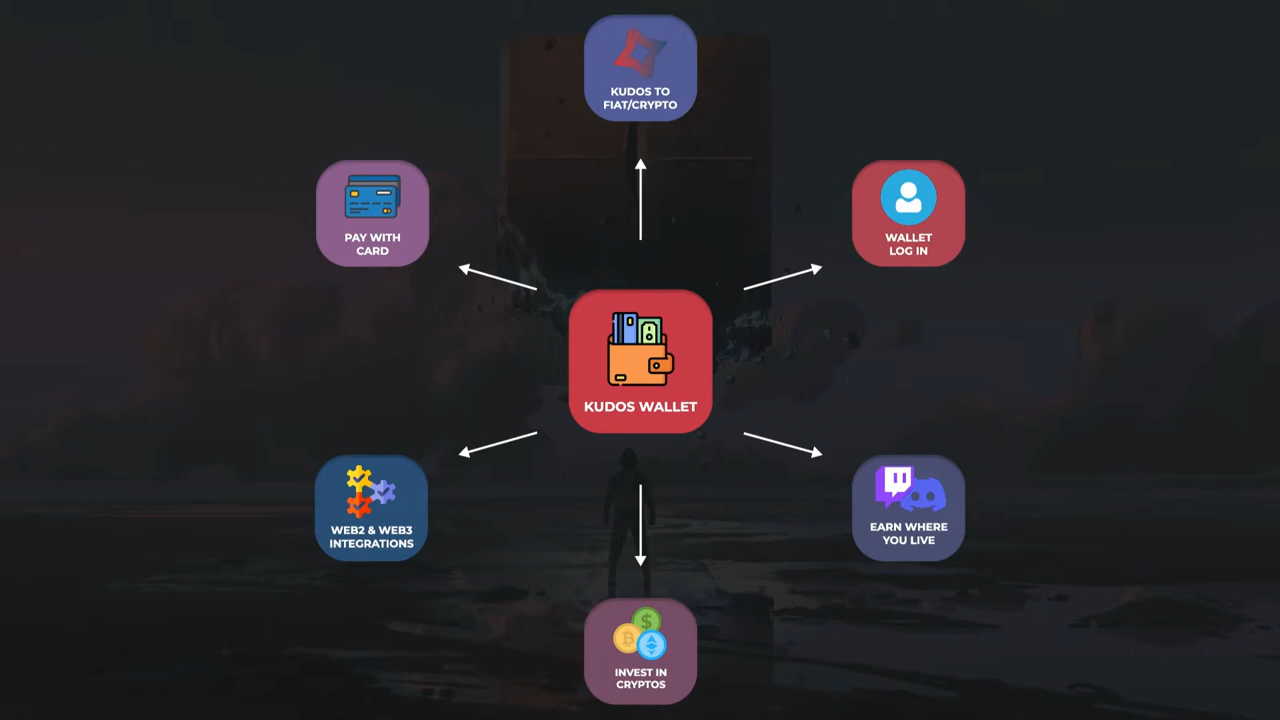 KUDOS TO
FIAT/CRYPTO
PAY WITH
CARD
WALLET
LOG IN
KUDOS WALLET
WEB2 & WEB3
INTEGRATIONS
EARN WHERE
YOU LIVE
INVEST IN
CRYPTOS